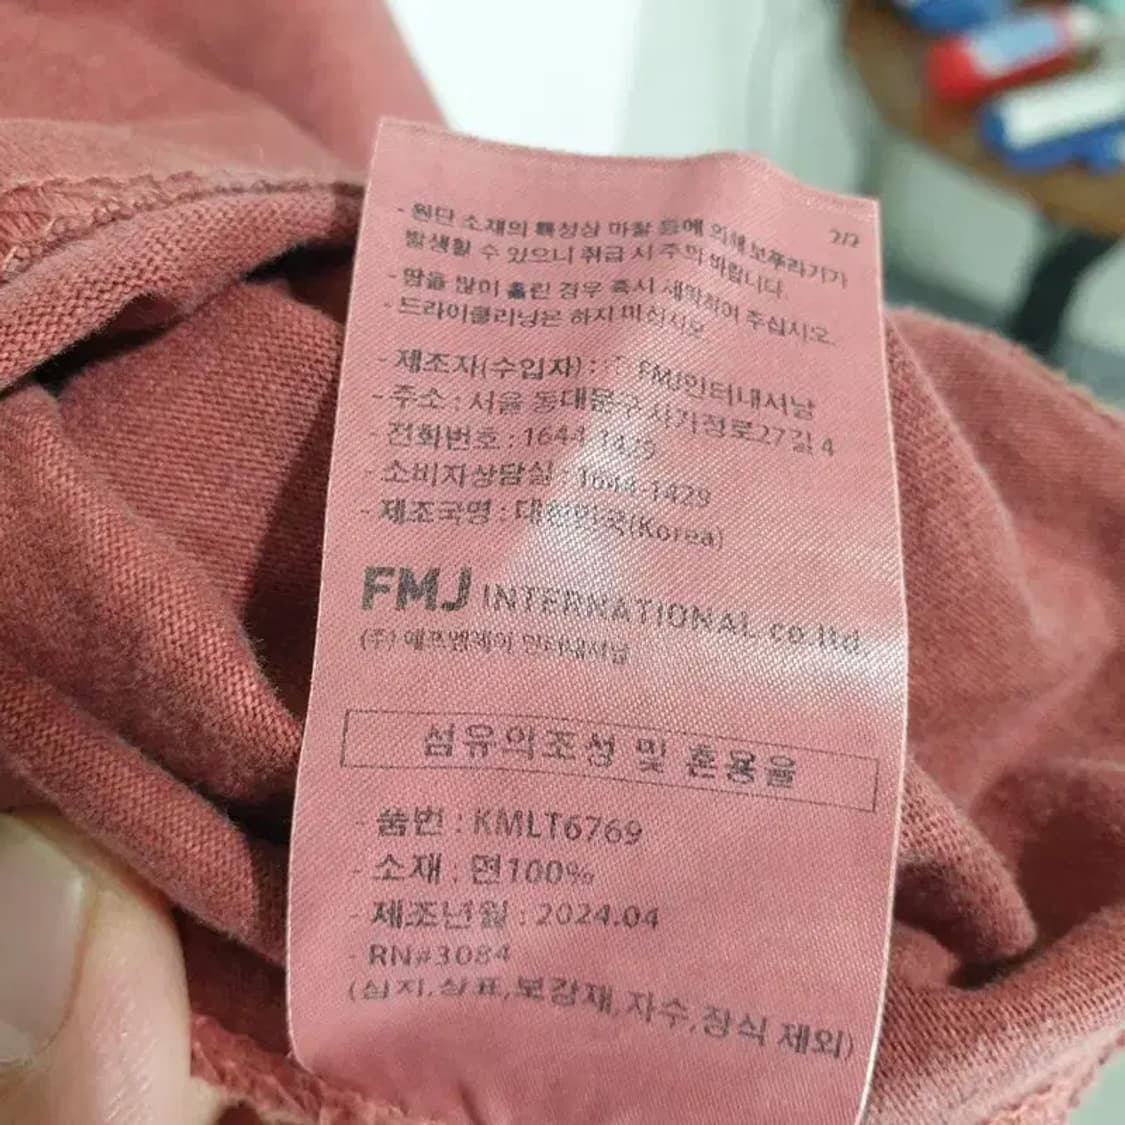 2/2
- 원단 소재의 특성상 마찰 등에 의해 보푸라기가
발생할 수 있으니 취급 시 주의 바랍니다.
- 땀을 많이 흘린 경우 즉시 세탁하여 주십시오.
- 드라이클리닝은 하지 마십시오
- 제조자(수입자) : FMJ인터내셔날
- 주소 : 서울 동대문구 사가정로27길 4
- 전화번호 : 1644-1429
- 소비자상담실 : 1644-1429
- 제조국명 : 대한민국(Korea)
FMJ INTERNATIONAL co.ltd
(주) 에프엠제이 인터내셔날
섬유의조성 및 혼용율
- 품번 : KMLT6769
- 소재 : 면100%
- 제조년월 : 2024.04
- RN#3084
(심지,상표,보강재,자수,장식 제외)